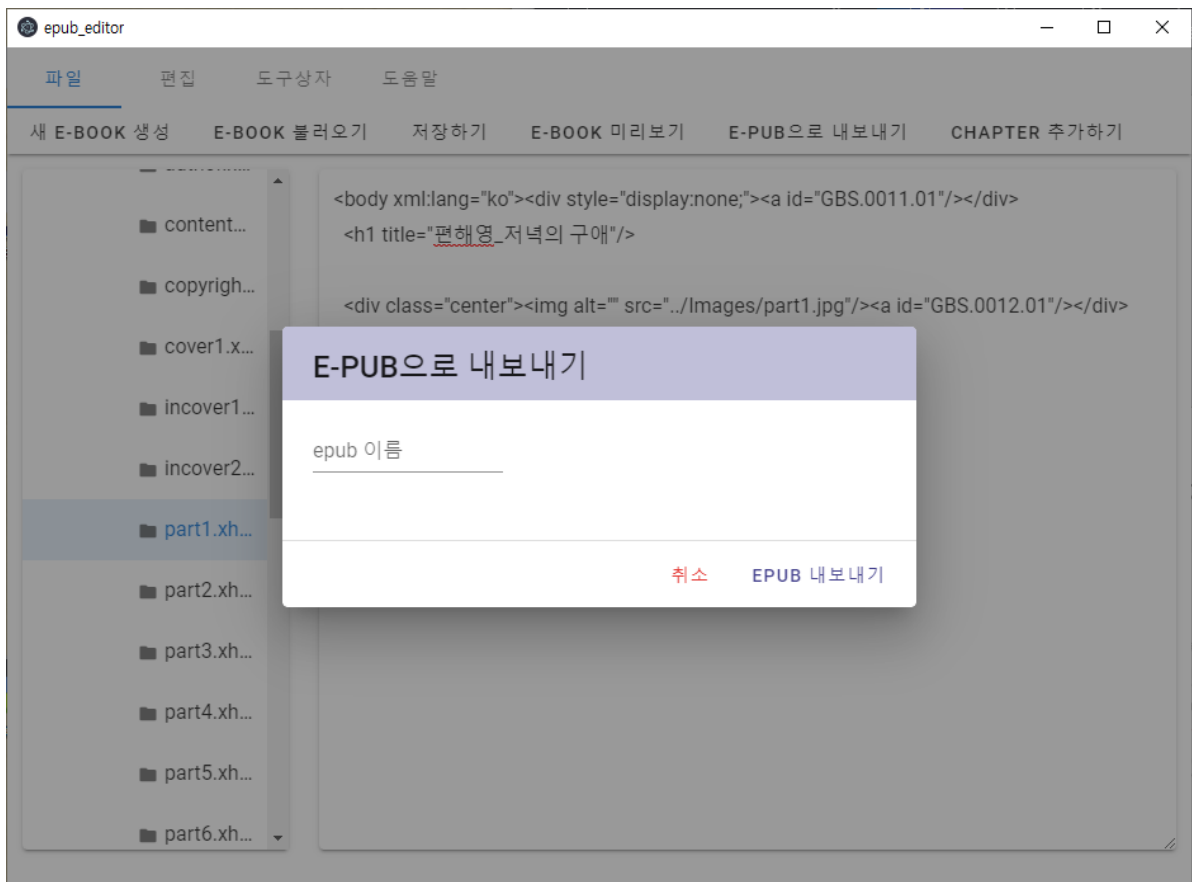 epub_editor
파일 편집 도구상자 도움말
새 E-BOOK 생성 E-BOOK 불러오기 저장하기 E-BOOK 미리보기 E-PUB으로 내보내기 CHAPTER 추가하기
content...
copyrigh...
cover1.x...
incover1...
incover2...
part1.xh...
part2.xh...
part3.xh...
part4.xh...
part5.xh...
part6.xh...
<body xml:lang="ko"><div style="display:none;"><a id="GBS.0011.01"/></div>
<h1 title="편해영_저녁의 구애"/>
<div class="center"><img alt="" src="../Images/part1.jpg"/><a id="GBS.0012.01"/></div>
E-PUB으로 내보내기
epub 이름
취소 EPUB 내보내기